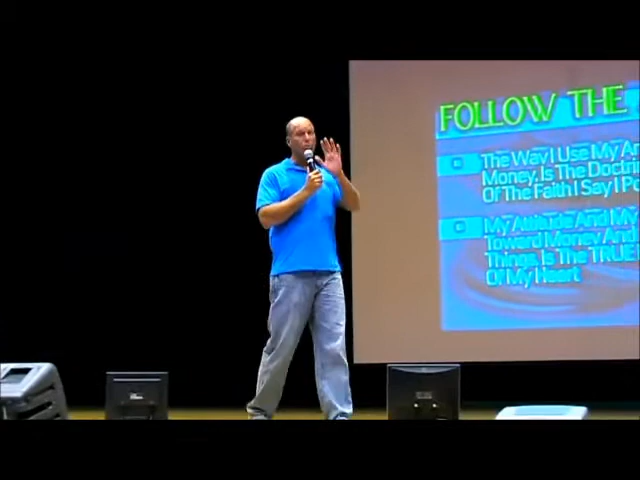 FOLLOW THE
The Way I Use My
Money, Is The
Of The Faith I Say I
My Attitude And My
Toward Money And
Things, Is The TRUE
Of My Heart